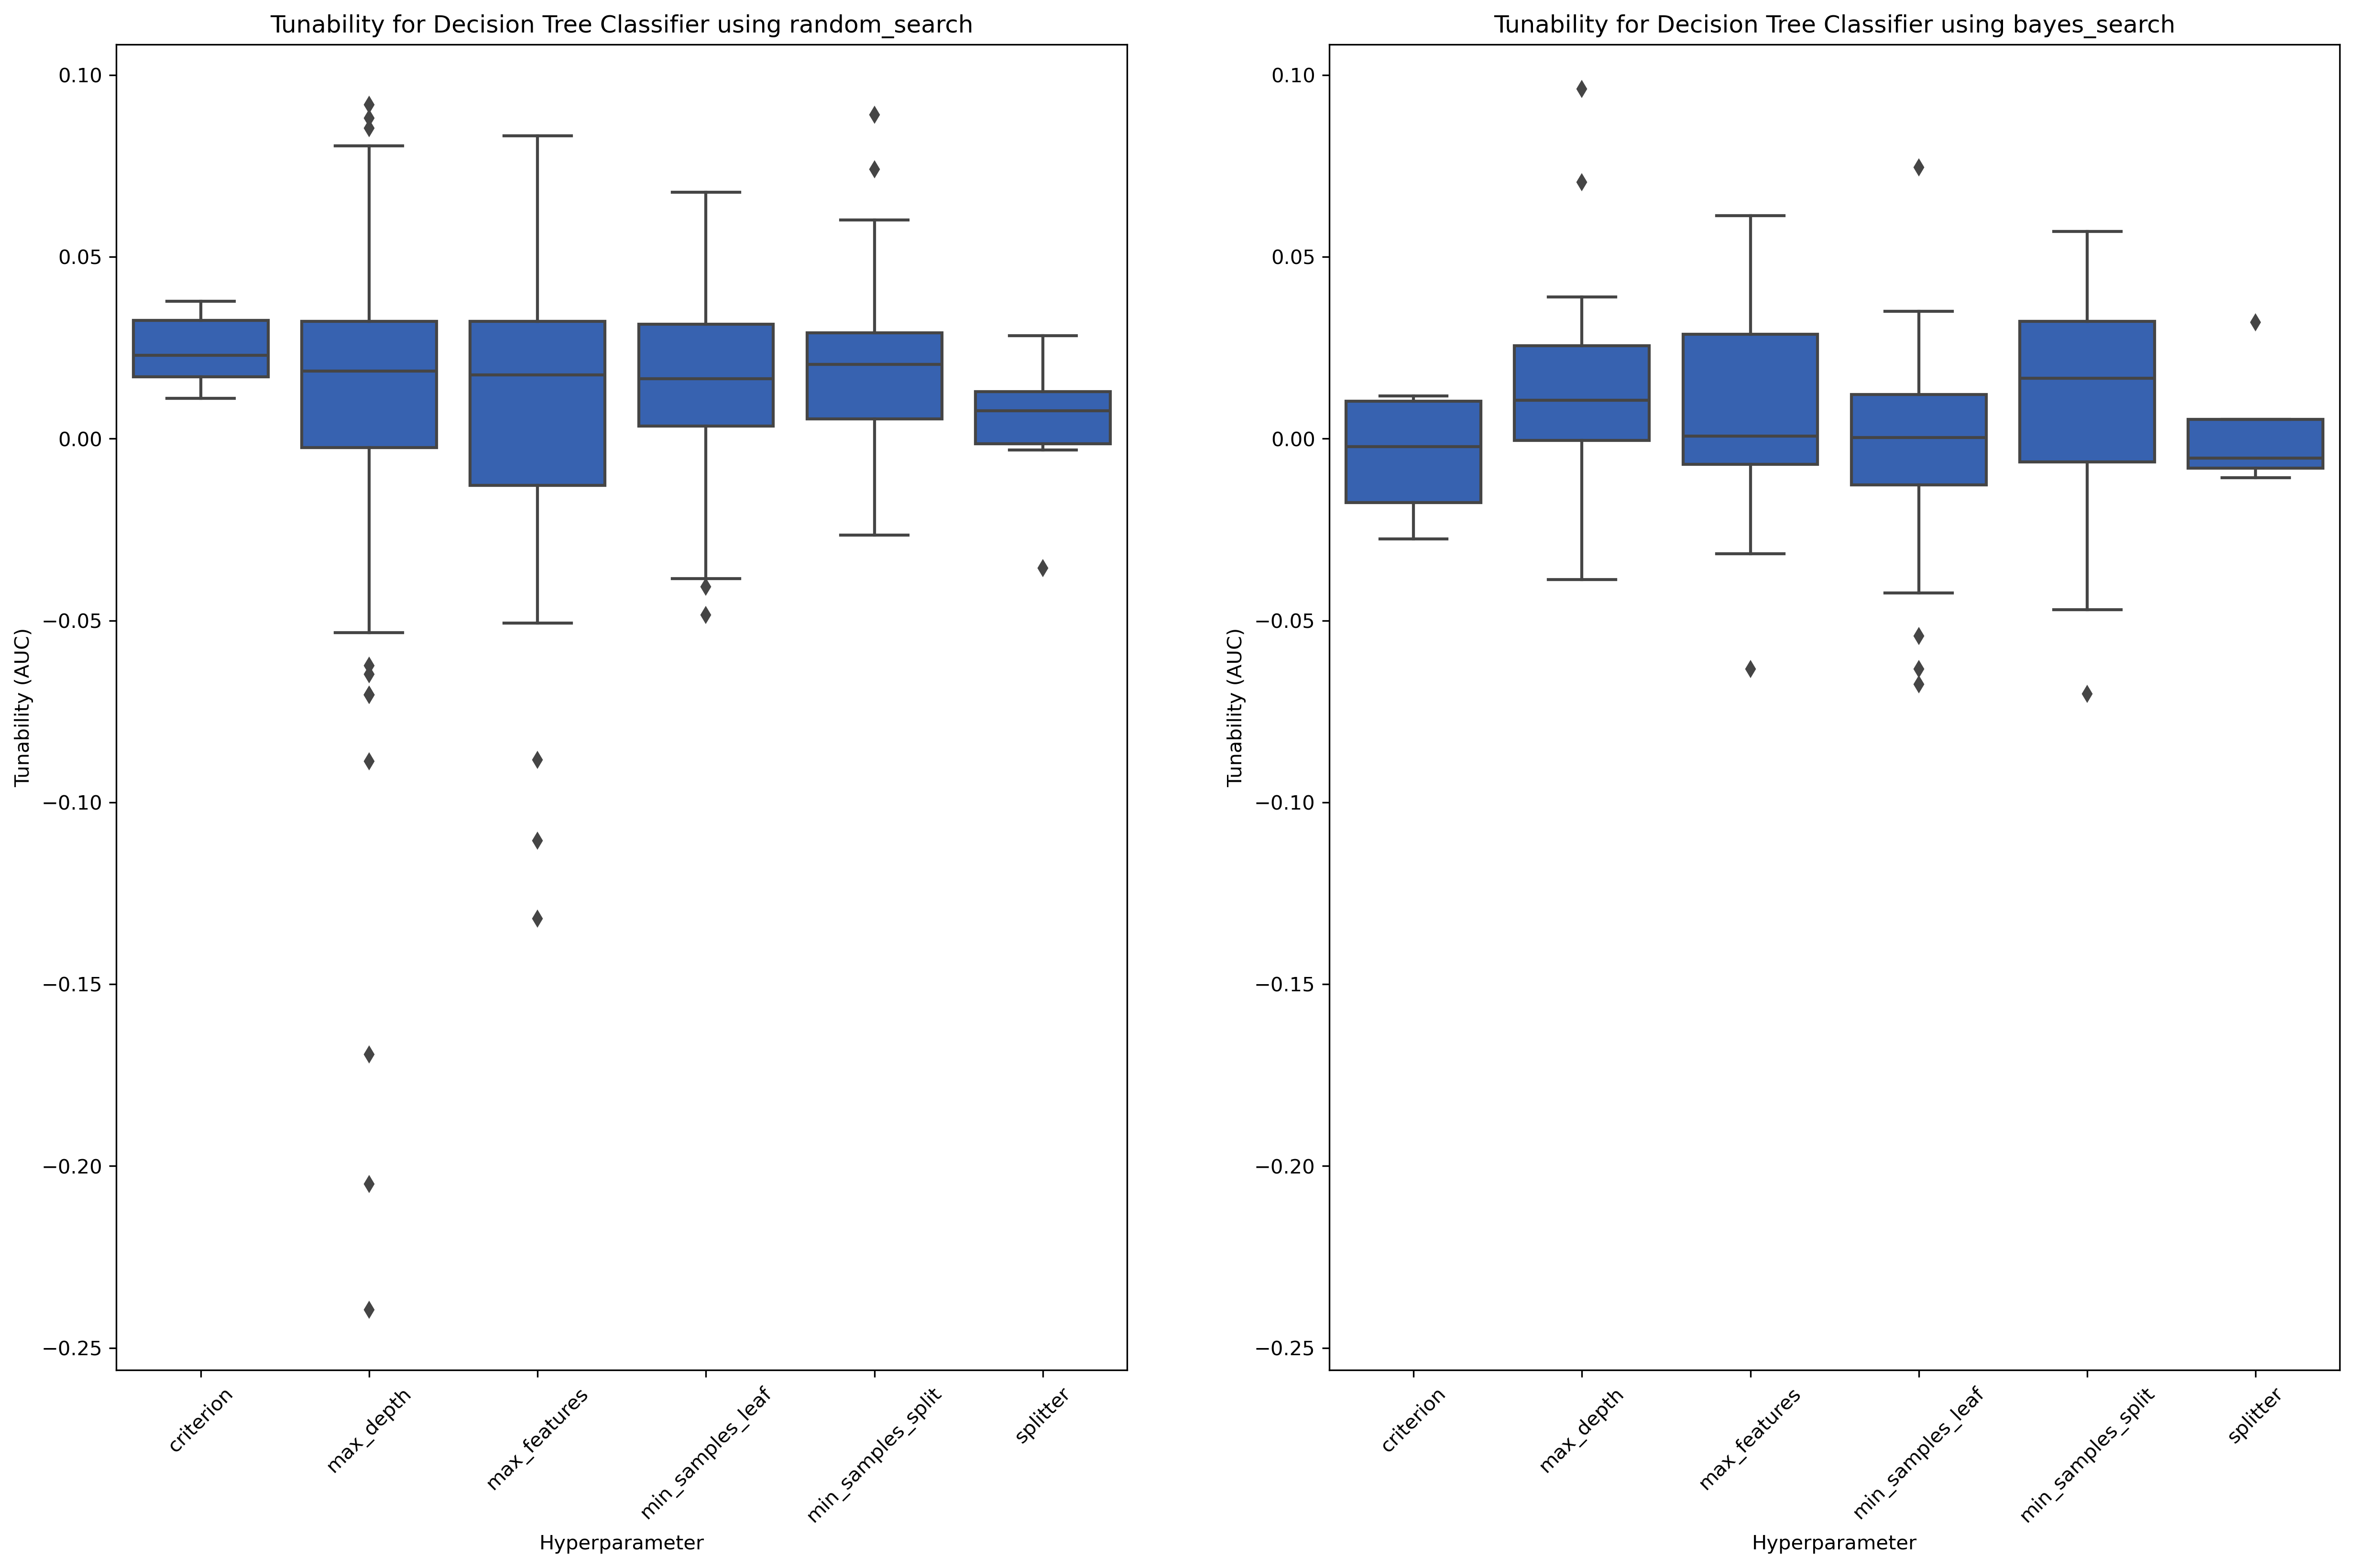 Tunability for Decision Tree Classifier using random_search
Tunability (AUC)
0.10
0.05
0.00
−0.05
−0.10
−0.15
−0.20
−0.25
criterion
max_depth
max_features
min_samples_leaf
min_samples_split
splitter
Hyperparameter
Tunability for Decision Tree Classifier using bayes_search
Tunability (AUC)
0.10
0.05
0.00
−0.05
−0.10
−0.15
−0.20
−0.25
criterion
max_depth
max_features
min_samples_leaf
min_samples_split
splitter
Hyperparameter